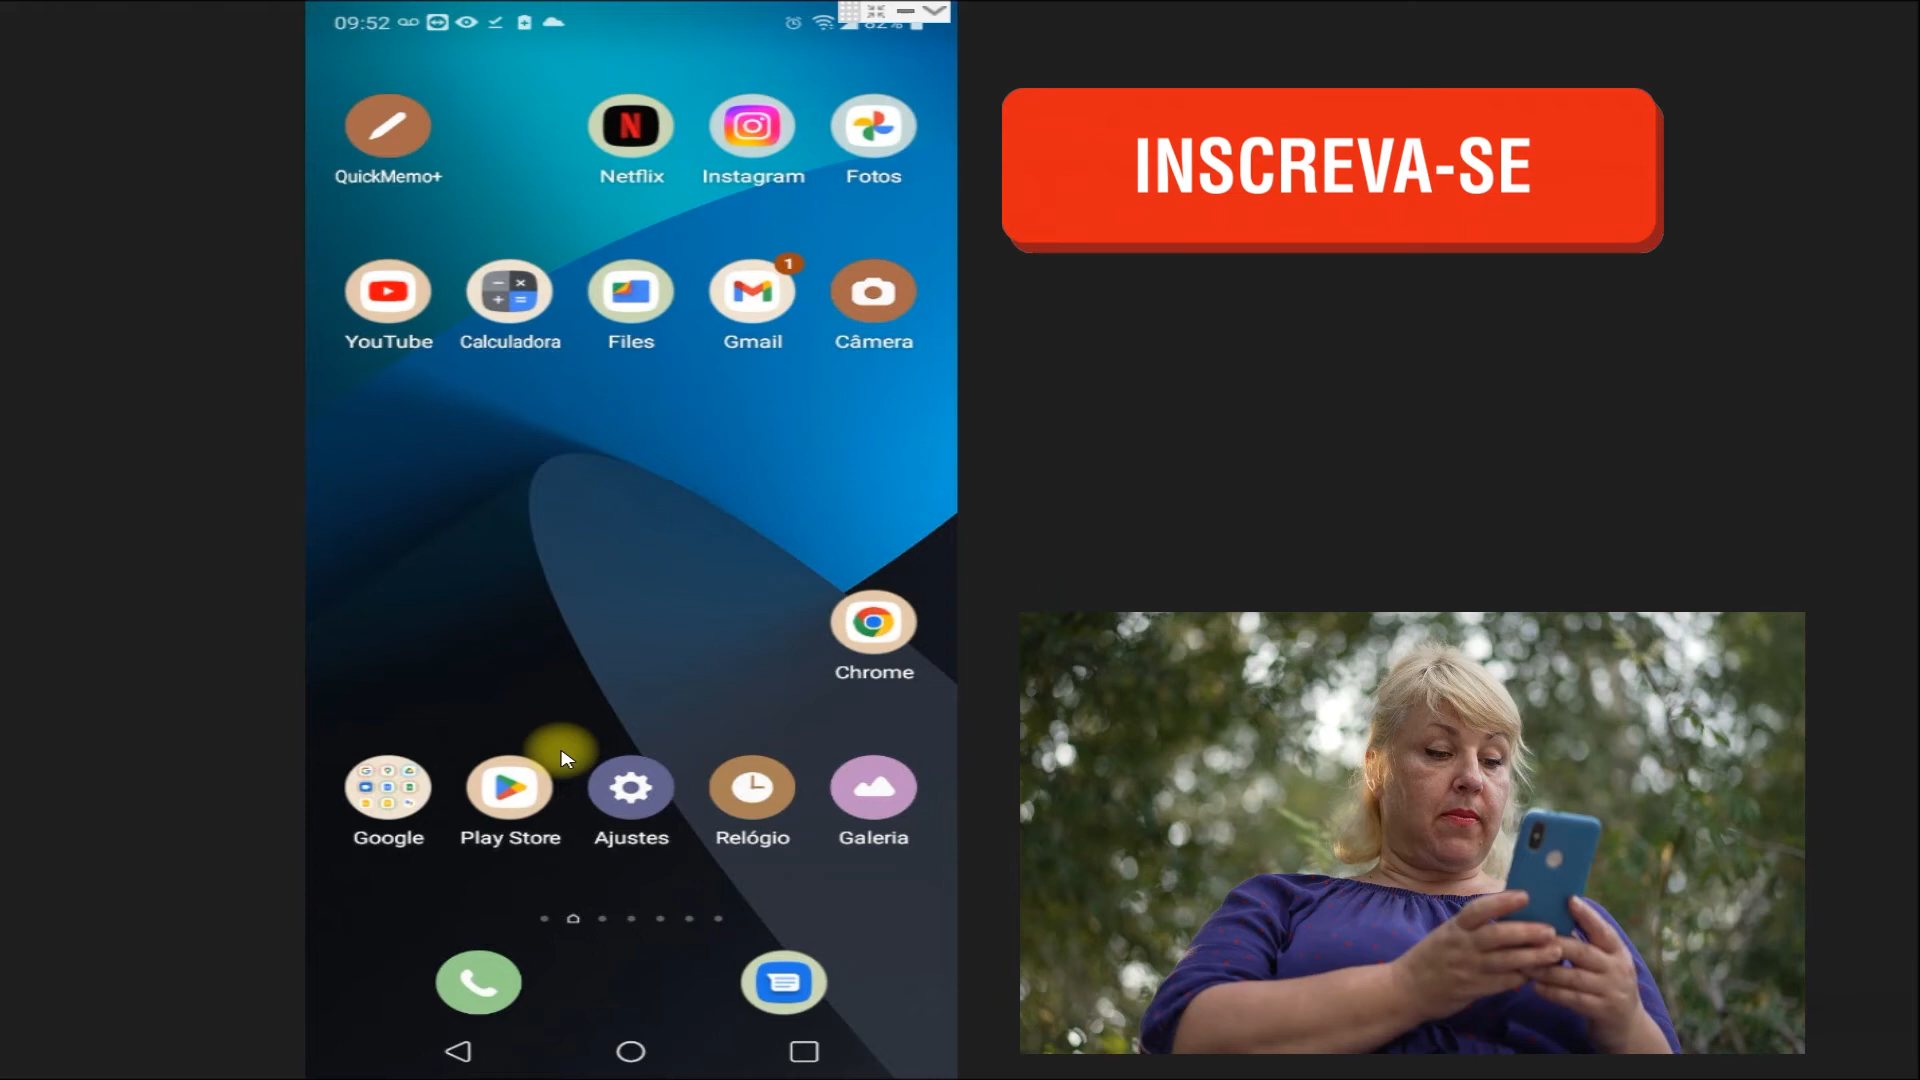 09:52
82%
INSCREVA-SE
QuickMemo+
Netflix
Instagram
Fotos
1
YouTube
Calculadora
Files
Gmail
Câmera
Chrome
Google
Play Store
Ajustes
Relógio
Galeria